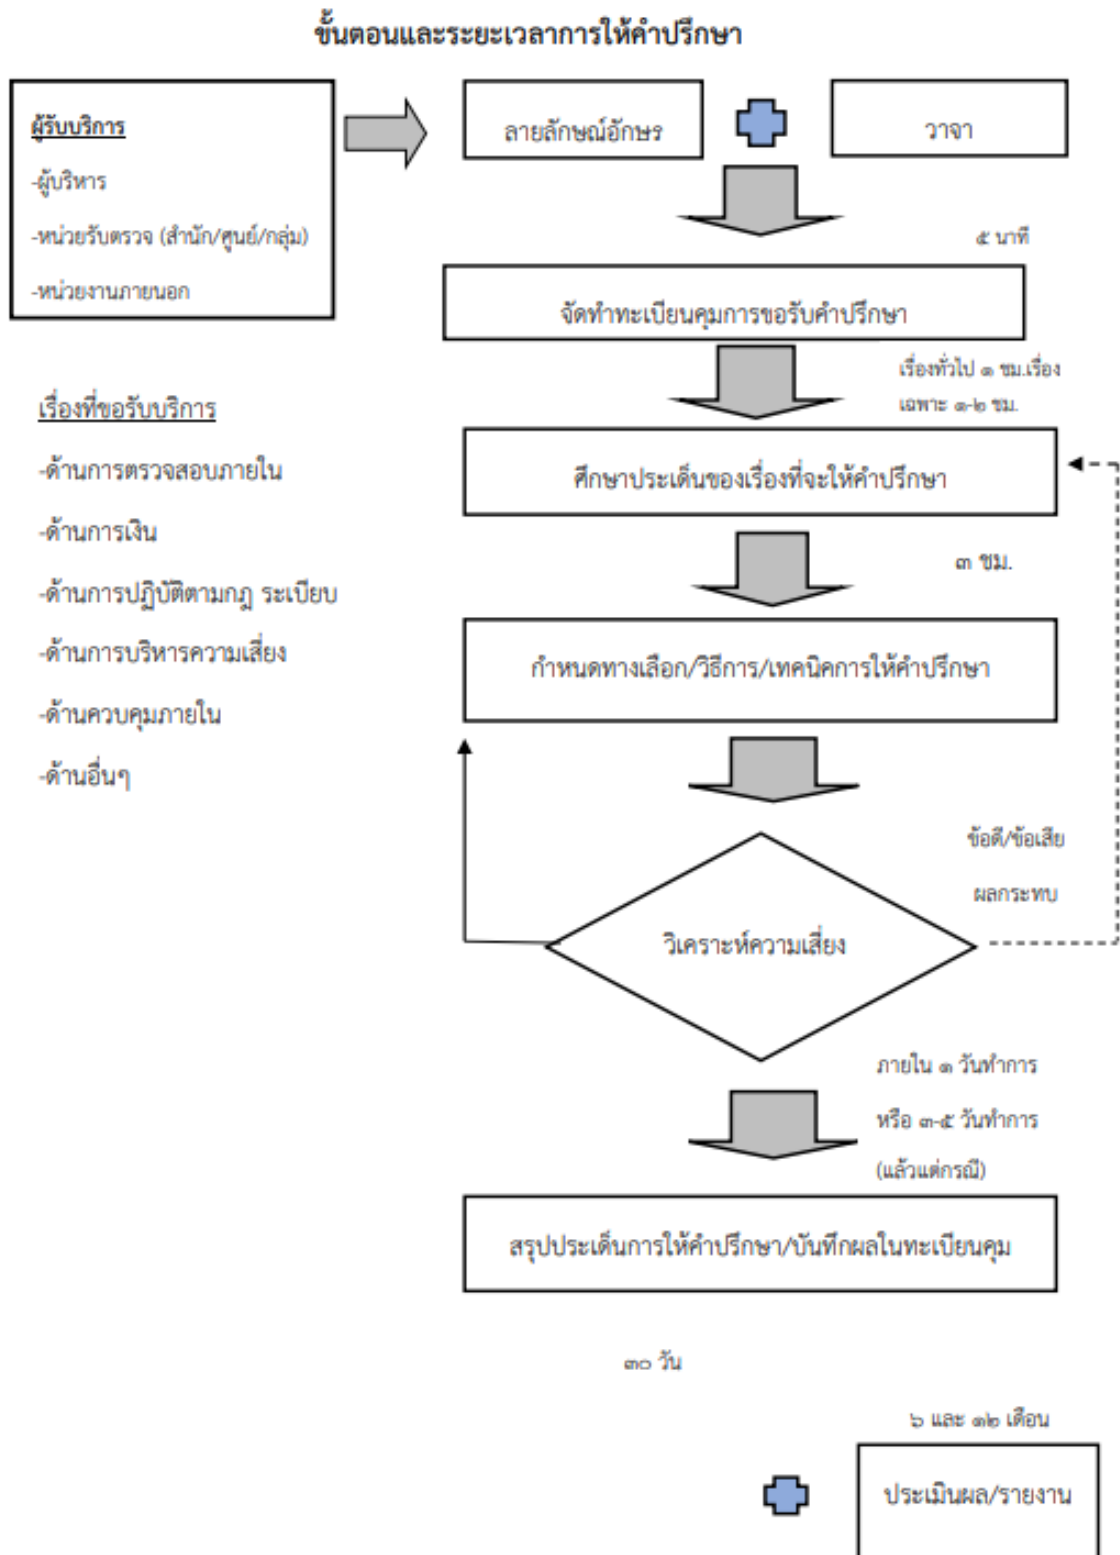 ขั้นตอนและระยะเวลาการให้คำปรึกษา
ผู้รับบริการ
-ผู้บริหาร
-หน่วยรับตรวจ (สำนัก/ศูนย์/กลุ่ม)
-หน่วยงานภายนอก
ลายลักษณ์อักษร
วาจา
๕ นาที
จัดทำทะเบียนคุมการขอรับคำปรึกษา
เรื่องทั่วไป ๑ ชม.เรื่อง
เฉพาะ ๑-๒ ชม.
เรื่องที่ขอรับบริการ
-ด้านการตรวจสอบภายใน
-ด้านการเงิน
-ด้านการปฏิบัติตามกฎ ระเบียบ
-ด้านการบริหารความเสี่ยง
-ด้านควบคุมภายใน
-ด้านอื่นๆ
ศึกษาประเด็นของเรื่องที่จะให้คำปรึกษา
๓ ชม.
กำหนดทางเลือก/วิธีการ/เทคนิคการให้คำปรึกษา
ข้อดี/ข้อเสีย
ผลกระทบ
วิเคราะห์ความเสี่ยง
ภายใน ๑ วันทำการ
หรือ ๓-๕ วันทำการ
(แล้วแต่กรณี)
สรุปประเด็นการให้คำปรึกษา/บันทึกผลในทะเบียนคุม
๓๐ วัน
๖ และ ๑๒ เดือน
ประเมินผล/รายงาน